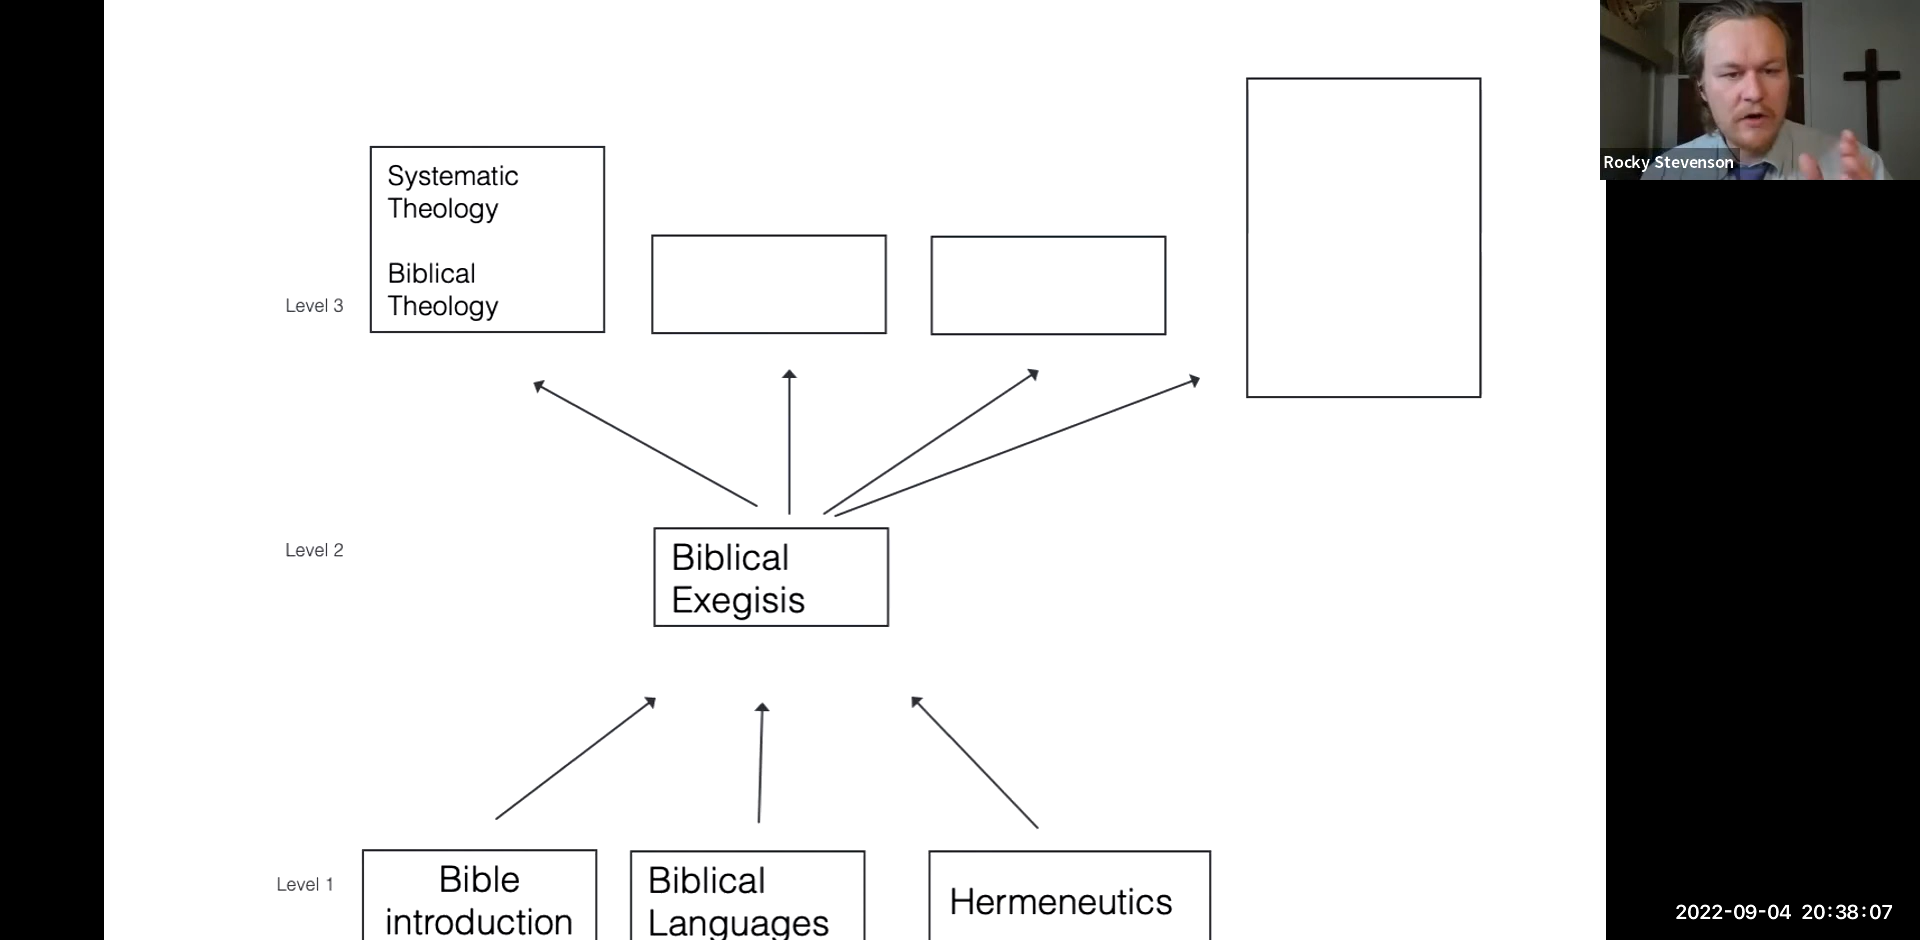 Systematic
Theology
Biblical
Theology
Level 3
Rocky Stevenson
Level 2
Biblical
Exegisis
Level 1
Bible
introduction
Biblical
Languages
Hermeneutics
2022-09-04 20:38:07